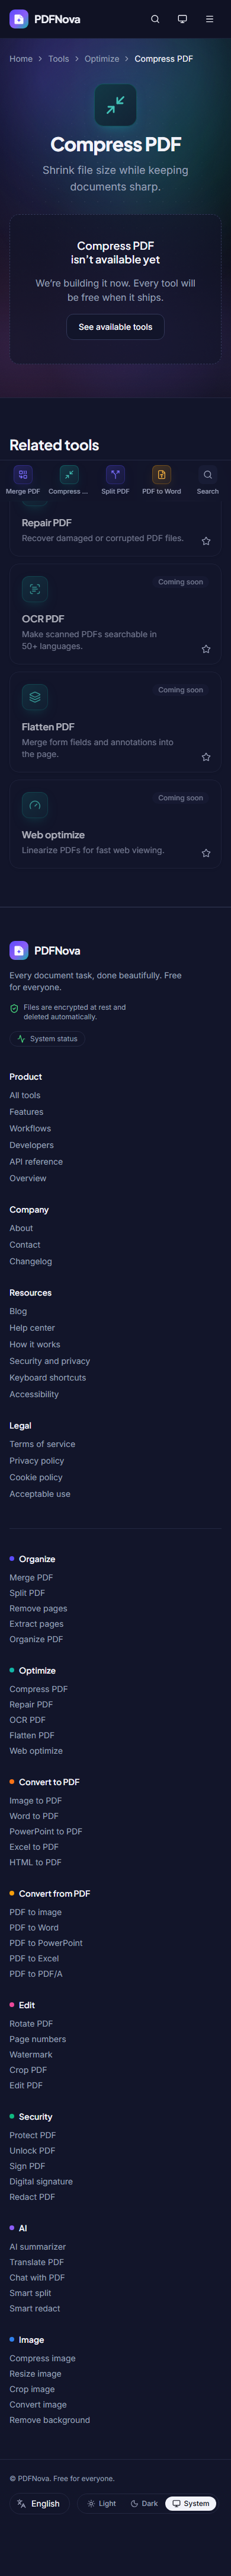 PDFNova
Home > Tools > Optimize > Compress PDF
Compress PDF
Shrink file size while keeping
documents sharp.
Compress PDF
isn't available yet
We're building it now. Every tool will
be free when it ships.
See available tools
Related tools
Merge PDF
Compress ...
Split PDF
PDF to Word
Search
Repair PDF
Recover damaged or corrupted PDF files.
Coming soon
OCR PDF
Make scanned PDFs searchable in
50+ languages.
Coming soon
Flatten PDF
Merge form fields and annotations into
the page.
Coming soon
Web optimize
Linearize PDFs for fast web viewing.
PDFNova
Every document task, done beautifully. Free
for everyone.
Files are encrypted at rest and
deleted automatically.
System status
Product
All tools
Features
Workflows
Developers
API reference
Overview
Company
About
Contact
Changelog
Resources
Blog
Help center
How it works
Security and privacy
Keyboard shortcuts
Accessibility
Legal
Terms of service
Privacy policy
Cookie policy
Acceptable use
Organize
Merge PDF
Split PDF
Remove pages
Extract pages
Organize PDF
Optimize
Compress PDF
Repair PDF
OCR PDF
Flatten PDF
Web optimize
Convert to PDF
Image to PDF
Word to PDF
PowerPoint to PDF
Excel to PDF
HTML to PDF
Convert from PDF
PDF to image
PDF to Word
PDF to PowerPoint
PDF to Excel
PDF to PDF/A
Edit
Rotate PDF
Page numbers
Watermark
Crop PDF
Edit PDF
Security
Protect PDF
Unlock PDF
Sign PDF
Digital signature
Redact PDF
AI
AI summarizer
Translate PDF
Chat with PDF
Smart split
Smart redact
Image
Compress image
Resize image
Crop image
Convert image
Remove background
© PDFNova. Free for everyone.
English
Light
Dark
System